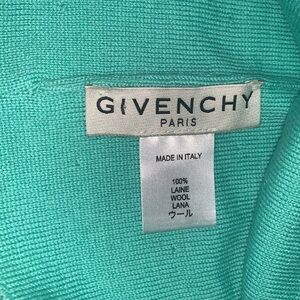 GIVENCHY
PARIS
MADE IN ITALY
100%
LAINE
WOOL
LANA
ウール